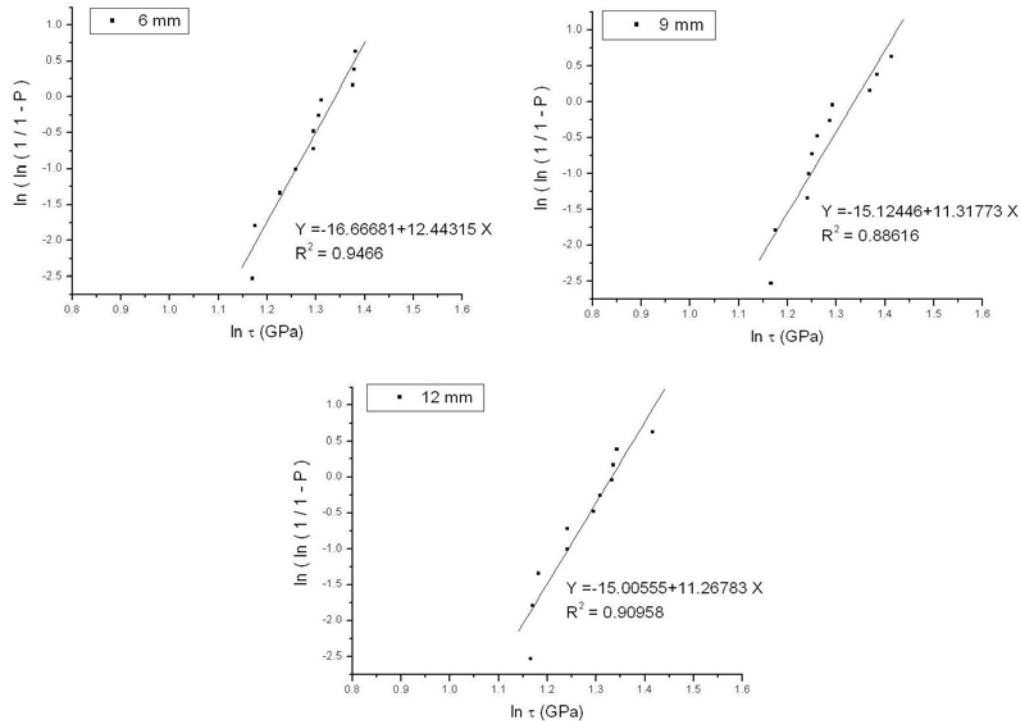 6 mm
ln ( ln ( 1 / 1 - P )
1.0
0.5
0.0
-0.5
-1.0
-1.5
-2.0
-2.5
Y =-16.66681+12.44315 X
R² = 0.9466
0.8 0.9 1.0 1.1 1.2 1.3 1.4 1.5 1.6
ln τ (GPa)
9 mm
ln ( ln ( 1 / 1 - P )
1.0
0.5
0.0
-0.5
-1.0
-1.5
-2.0
-2.5
Y =-15.12446+11.31773 X
R² = 0.88616
0.8 0.9 1.0 1.1 1.2 1.3 1.4 1.5 1.6
ln τ (GPa)
12 mm
ln ( ln ( 1 / 1 - P )
1.0
0.5
0.0
-0.5
-1.0
-1.5
-2.0
-2.5
Y =-15.00555+11.26783 X
R² = 0.90958
0.8 0.9 1.0 1.1 1.2 1.3 1.4 1.5 1.6
ln τ (GPa)